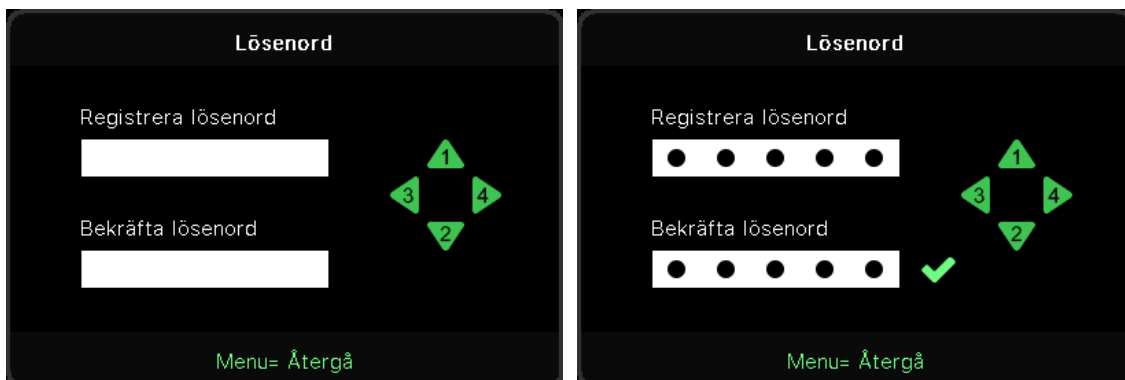 Lösenord
Registrera lösenord
1
3 4
Bekräfta lösenord
2
Menu= Återgå
Lösenord
Registrera lösenord
1
3 4
Bekräfta lösenord
2
Menu= Återgå